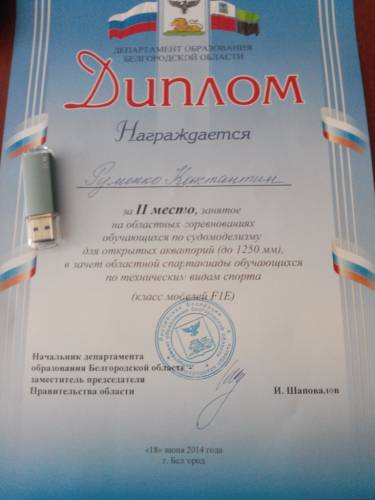 ДЕПАРТАМЕНТ ОБРАЗОВАНИЯ
БЕЛГОРОДСКОЙ ОБЛАСТИ
Диплом
Награждается
Руменко Константин
за II место, занятое
на областных соревнованиях
обучающихся по судомоделизму
для открытых акваторий (до 1250 мм),
в зачет областной спартакиады обучающихся
по техническим видам спорта
(класс моделей F1E)
Начальник департамента
образования Белгородской области -
заместитель председателя
Правительства области
И. Шаповалов
«18» июня 2014 года
г. Белгород